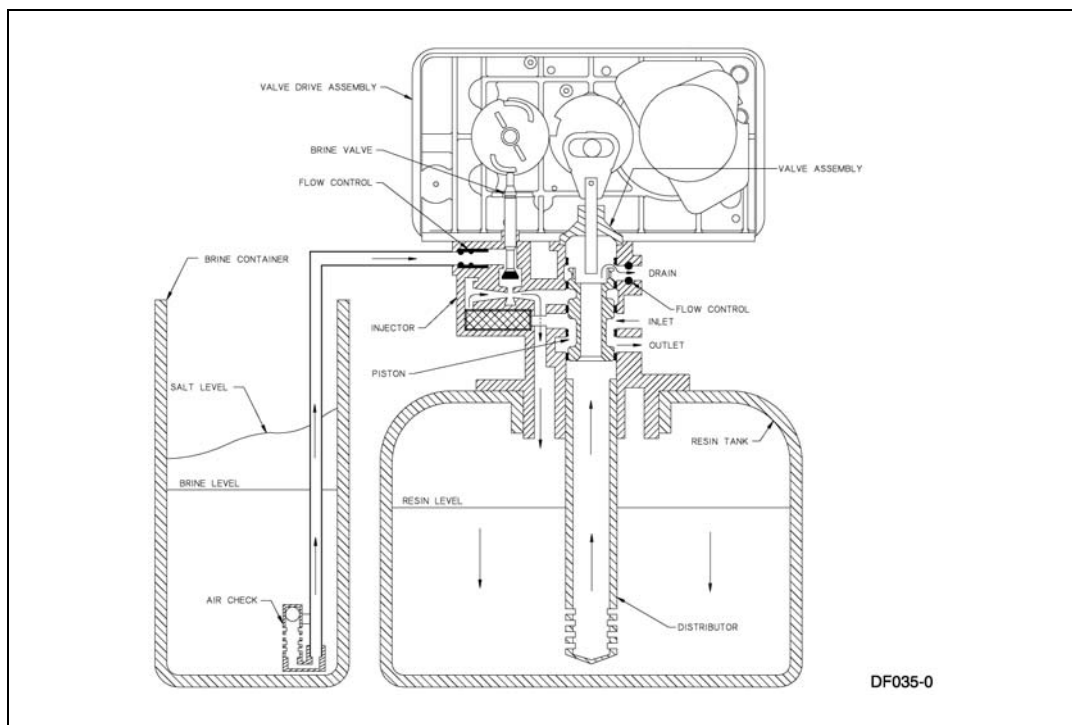 VALVE DRIVE ASSEMBLY
BRINE VALVE
FLOW CONTROL
VALVE ASSEMBLY
BRINE CONTAINER
DRAIN
FLOW CONTROL
INJECTOR
INLET
OUTLET
PISTON
SALT LEVEL
RESIN TANK
BRINE LEVEL
RESIN LEVEL
AIR CHECK
DISTRIBUTOR
DF035-0